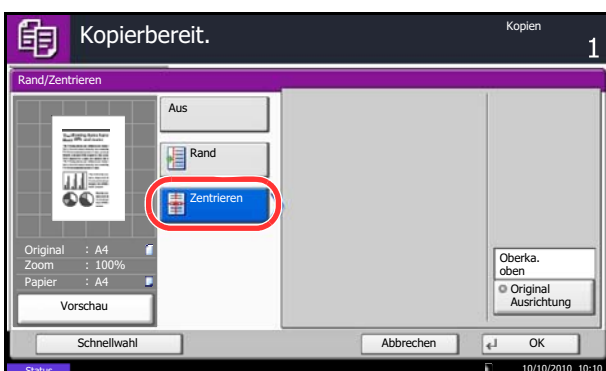 Kopierbereit.
Kopien
1
Rand/Zentrieren
Aus
Rand
Zentrieren
Original : A4
Zoom : 100%
Papier : A4
Vorschau
Oberka.
oben
Original
Ausrichtung
Schnellwahl
Abbrechen
OK
Status
10/10/2010 10:10